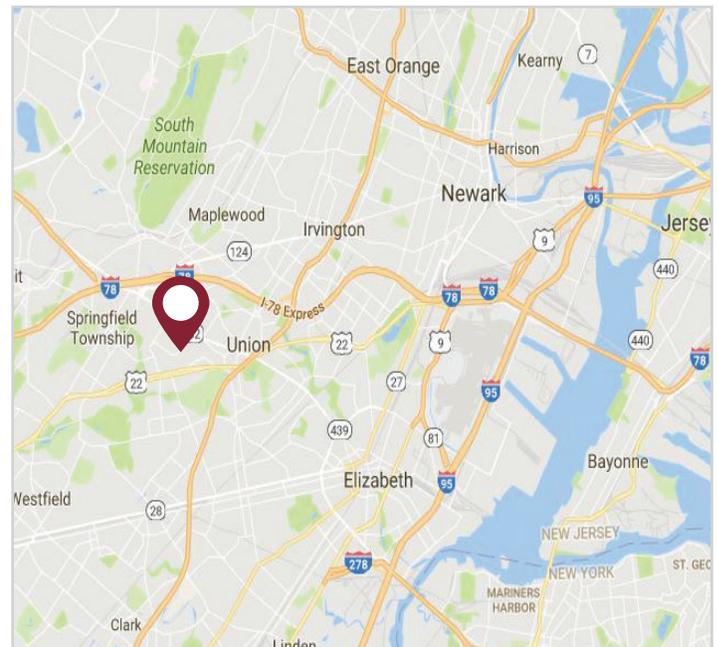 East Orange
Kearny
7
South
Mountain
Reservation
Harrison
Newark
95
Maplewood
Irvington
124
9
Jersey
440
it
78
78
78
78
I-78 Express
Springfield
Township
Union
22
9
440
78
22
27
95
439
81
Elizabeth
95
Bayonne
Westfield
28
NEW JERSEY
NEW YORK
ST. GEO
278
MARINERS
HARBOR
Clark
Linden